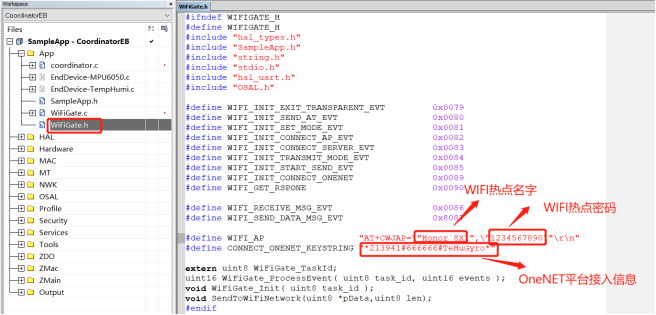 Workspace
CoordinatorEB
Files
SampleApp - CoordinatorEB
App
coordinator.c
EndDevice-MPU6050.c
EndDevice-TempHumi.c
SampleApp.h
WiFiGate.c
WiFiGate.h
HAL
Hardware
MAC
MT
NWK
OSAL
Profile
Security
Services
Tools
ZDO
ZMac
ZMain
Output
WiFiGate.h
#ifndef WIFIGATE_H
#define WIFIGATE_H
#include "hal_types.h"
#include "SampleApp.h"
#include "string.h"
#include "stdio.h"
#include "hal_uart.h"
#include "OSAL.h"
#define WIFI_INIT_EXIT_TRANSPARENT_EVT 0x0079
#define WIFI_INIT_SEND_AT_EVT 0x0080
#define WIFI_INIT_SET_MODE_EVT 0x0081
#define WIFI_INIT_CONNECT_AP_EVT 0x0082
#define WIFI_INIT_CONNECT_SERVER_EVT 0x0083
#define WIFI_INIT_TRANSMIT_MODE_EVT 0x0084
#define WIFI_INIT_START_SEND_EVT 0x0085
#define WIFI_INIT_CONNECT_ONENET 0x0089
#define WIFI_GET_RSPONE 0x0090
WIFI热点名字
#define WIFI_RECEIVE_MSG_EVT 0x0086
#define WIFI_SEND_DATA_MSG_EVT 0x8087
WIFI热点密码
#define WIFI_AP "AT+CWJAP=\"Honor 8X\",\"1234567890\"\r\n"
#define CONNECT_ONENET_KEYSTRING "*213941#666666#TeHuGyro*"
OneNET平台接入信息
extern uint8 WiFiGate_TaskId;
uint16 WiFiGate_ProcessEvent( uint8 task_id, uint16 events );
void WiFiGate_Init( uint8 task_id );
void SendToWiFiNetwork(uint8 *pData,uint8 len);
#endif